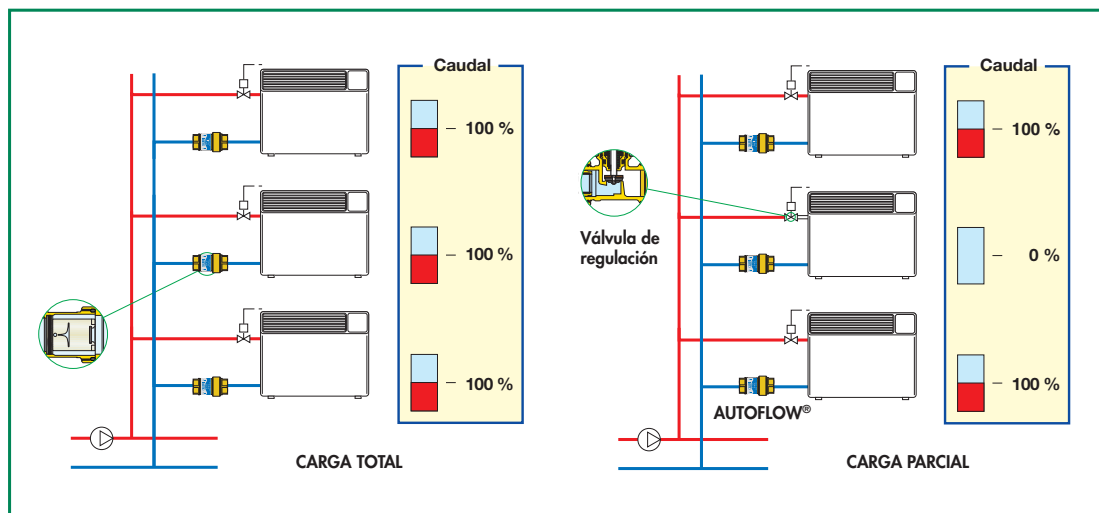 Caudal
100 %
100 %
100 %
CARGA TOTAL
Caudal
100 %
Válvula de
regulación
0 %
100 %
AUTOFLOW®
CARGA PARCIAL